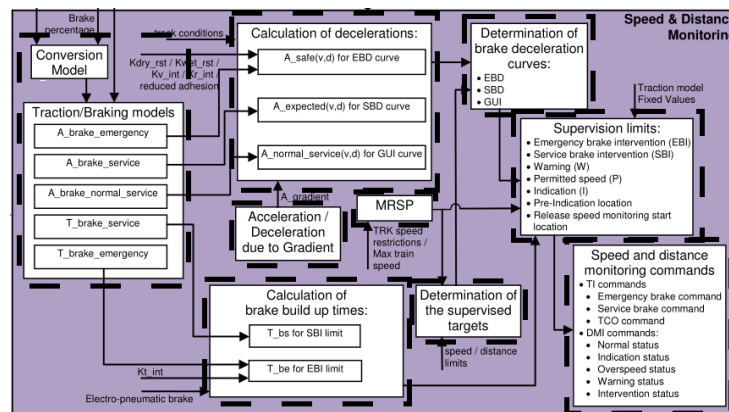 Brake
percentage
Speed & Distance
Monitoring
track conditions
Conversion
Model
Kdry_rst / Kwet_rst /
Kv_int / Kr_int /
reduced adhesion
Calculation of decelerations:
A_safe(v,d) for EBD curve
A_expected(v,d) for SBD curve
A_normal_service(v,d) for GUI curve
Determination of
brake deceleration
curves:
• EBD
• SBD
• GUI
Traction model
Fixed Values
Traction/Braking models
A_brake_emergency
A_brake_service
A_brake_normal_service
T_brake_service
T_brake_emergency
Supervision limits:
• Emergency brake intervention (EBI)
• Service brake intervention (SBI)
• Warning (W)
• Permitted speed (P)
• Indication (I)
• Pre-Indication location
• Release speed monitoring start
location
A_gradient
Acceleration /
Deceleration
due to Gradient
MRSP
TRK speed
restrictions /
Max train
speed
Calculation of
brake build up times:
T_bs for SBI limit
T_be for EBI limit
Kt_int
Electro-pneumatic brake
Determination of
the supervised
targets
speed / distance
limits
Speed and distance
monitoring commands
• TI commands
• Emergency brake command
• Service brake command
• TCO command
• DMI commands:
• Normal status
• Indication status
• Overspeed status
• Warning status
• Intervention status